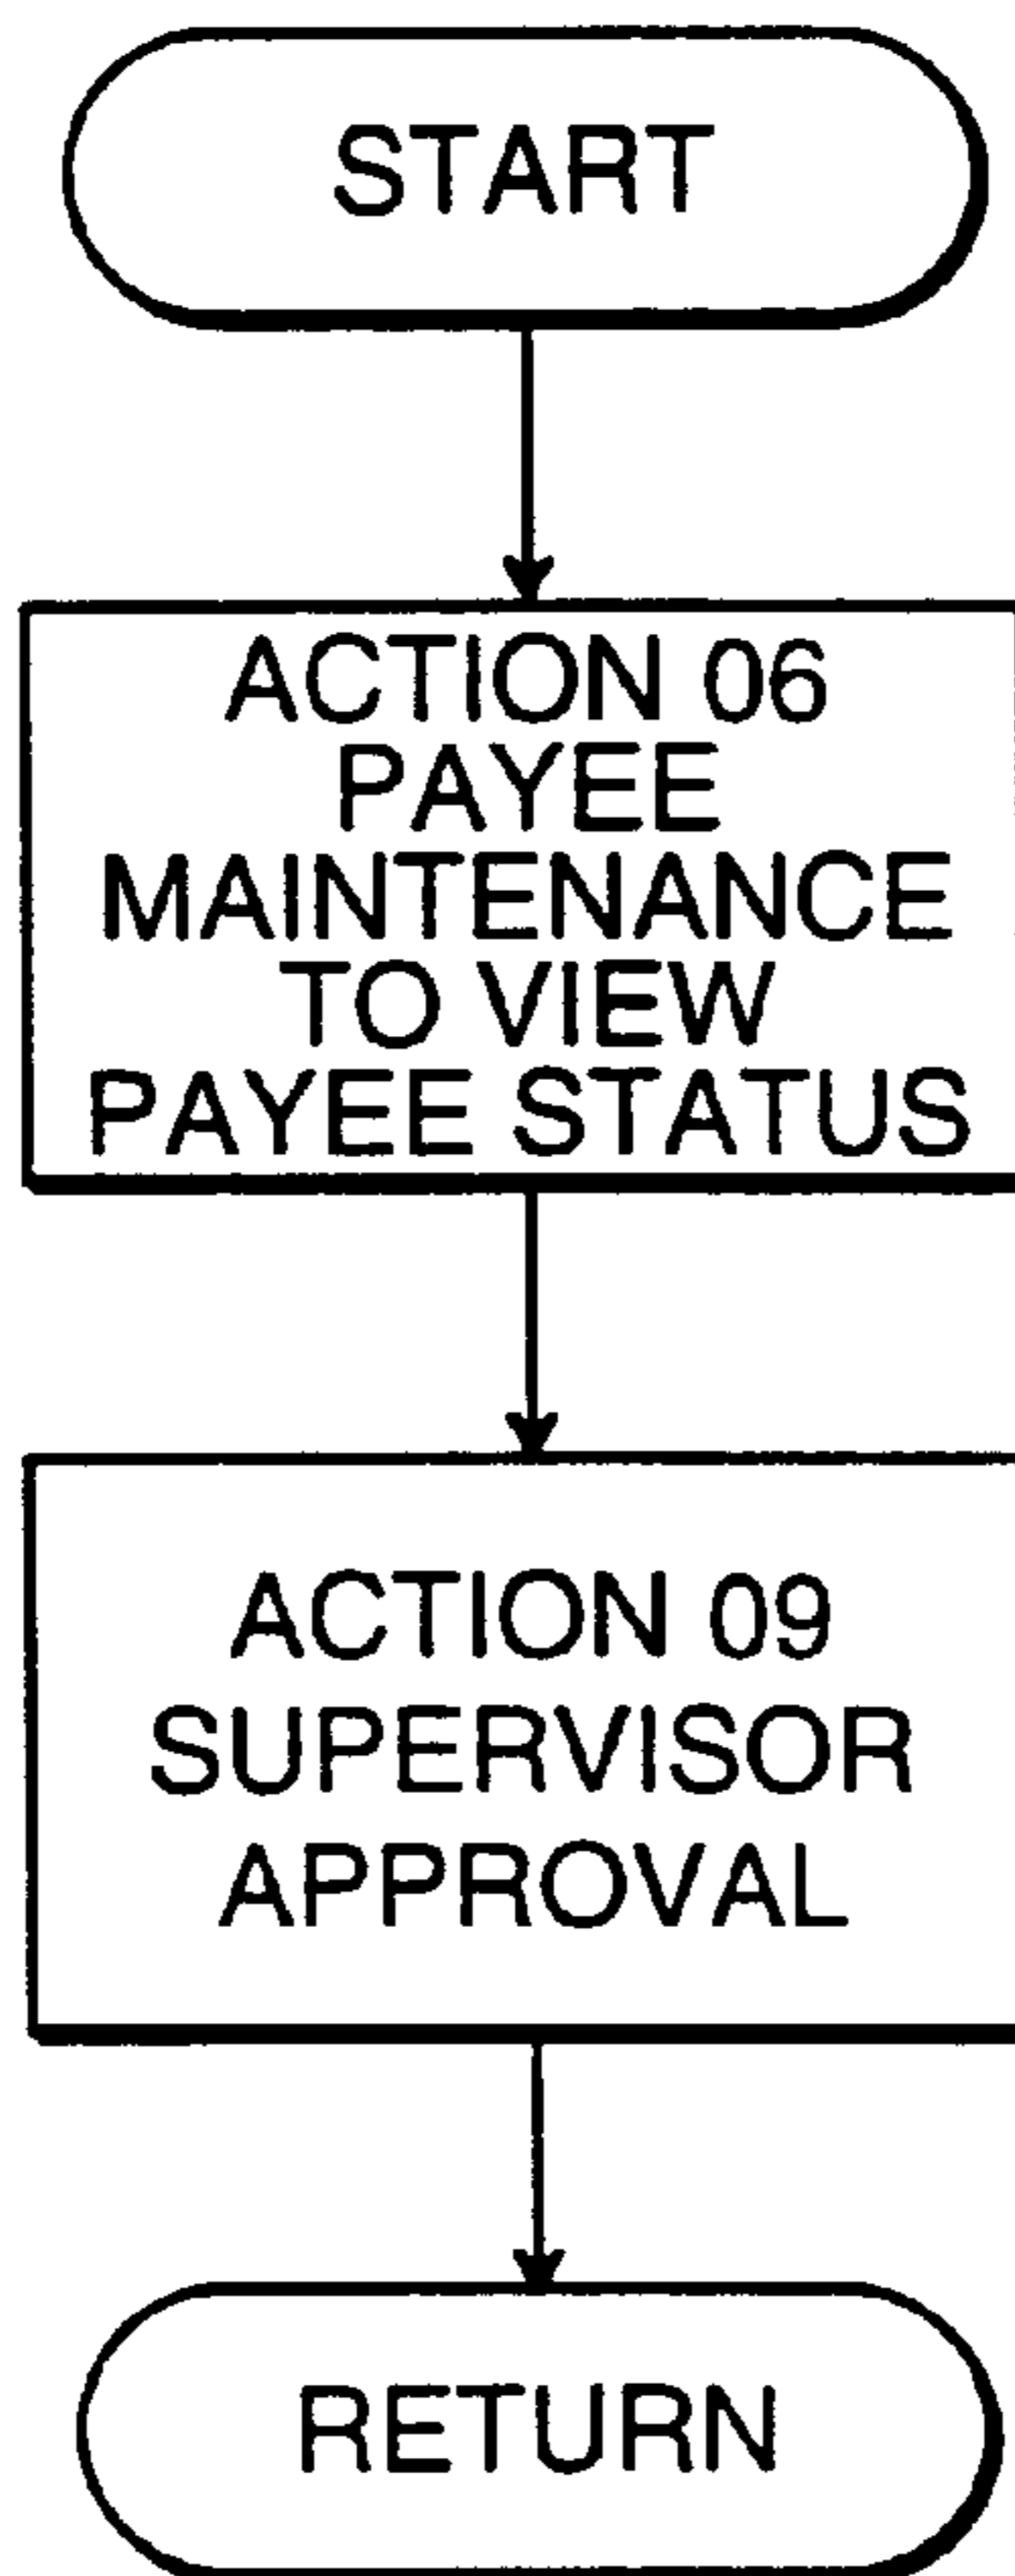 START
ACTION 06
PAYEE
MAINTENANCE
TO VIEW
PAYEE STATUS
ACTION 09
SUPERVISOR
APPROVAL
RETURN